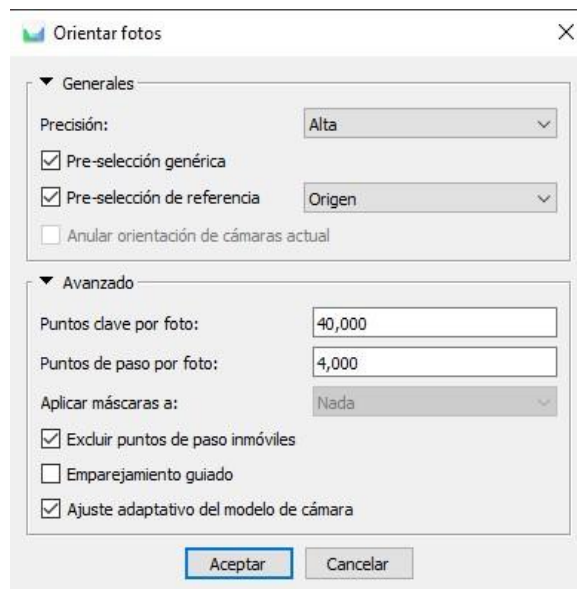 Orientar fotos
Generales
Precisión: Alta
Pre-selección genérica
Pre-selección de referencia Origen
Anular orientación de cámaras actual
Avanzado
Puntos clave por foto: 40,000
Puntos de paso por foto: 4,000
Aplicar máscaras a: Nada
Excluir puntos de paso inmóviles
Emparejamiento guiado
Ajuste adaptativo del modelo de cámara
Aceptar Cancelar